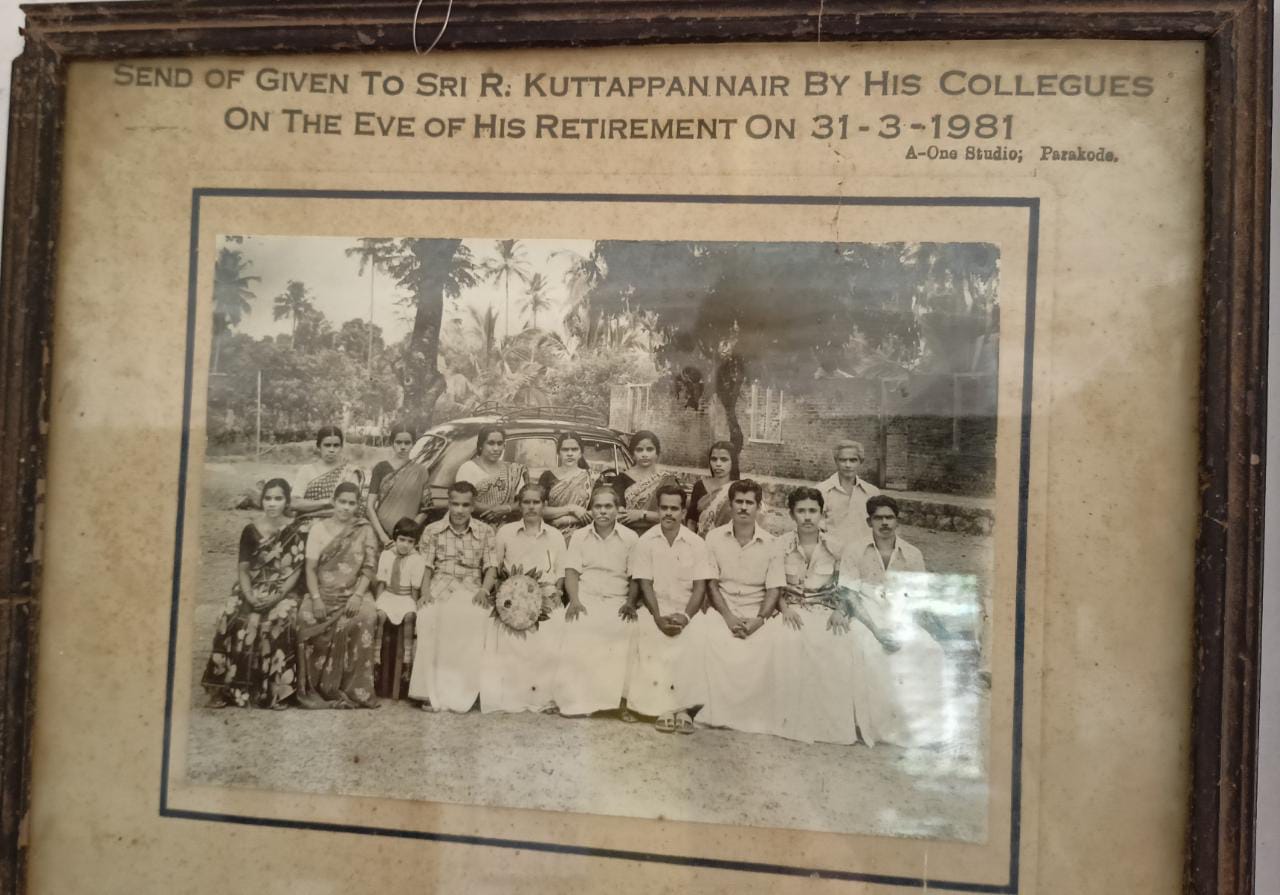 SEND OF GIVEN TO SRI R. KUTTAPPAN NAIR BY HIS COLLEGUES
ON THE EVE OF HIS RETIREMENT ON 31-3-1981
A-One Studio; Parakode.